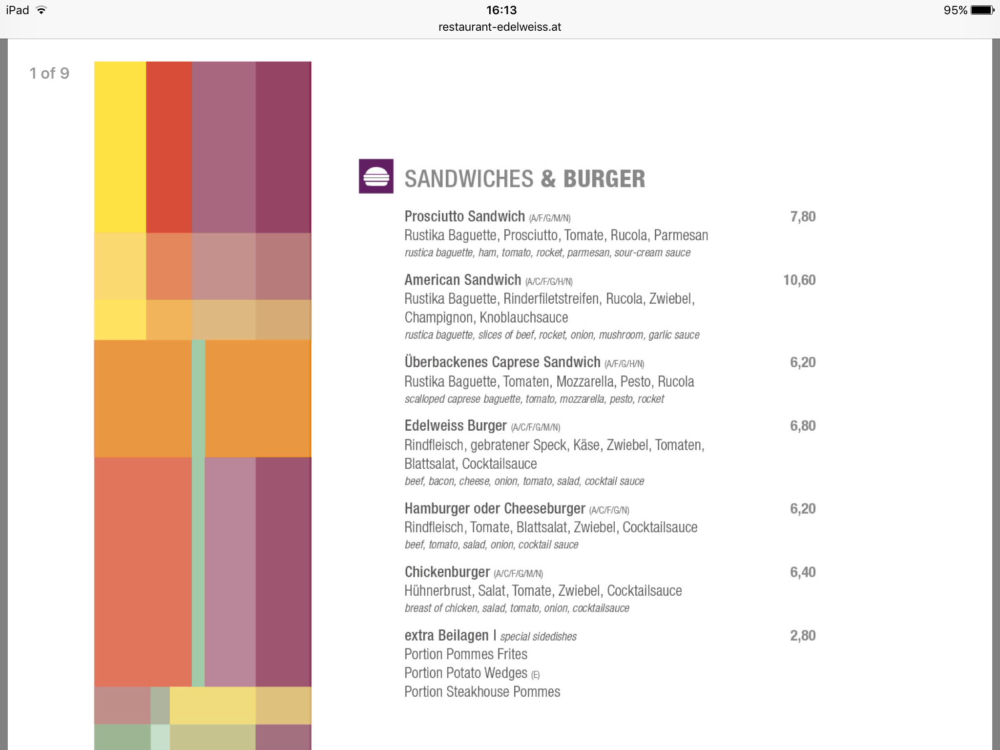 iPad
16:13
95%
restaurant-edelweiss.at
1 of 9
SANDWICHES & BURGER
Prosciutto Sandwich (A/F/G/M/N) 7,80
Rustika Baguette, Prosciutto, Tomate, Rucola, Parmesan
rustica baguette, ham, tomato, rocket, parmesan, sour-cream sauce
American Sandwich (A/C/F/G/H/N) 10,60
Rustika Baguette, Rinderfiletstreifen, Rucola, Zwiebel,
Champignon, Knoblauchsauce
rustica baguette, slices of beef, rocket, onion, mushroom, garlic sauce
Überbackenes Caprese Sandwich (A/F/G/H/N) 6,20
Rustika Baguette, Tomaten, Mozzarella, Pesto, Rucola
scalloped caprese baguette, tomato, mozzarella, pesto, rocket
Edelweiss Burger (A/C/F/G/M/N) 6,80
Rindfleisch, gebratener Speck, Käse, Zwiebel, Tomaten,
Blattsalat, Cocktailsauce
beef, bacon, cheese, onion, tomato, salad, cocktail sauce
Hamburger oder Cheeseburger (A/C/F/G/N) 6,20
Rindfleisch, Tomate, Blattsalat, Zwiebel, Cocktailsauce
beef, tomato, salad, onion, cocktail sauce
Chickenburger (A/C/F/G/M/N) 6,40
Hühnerbrust, Salat, Tomate, Zwiebel, Cocktailsauce
breast of chicken, salad, tomato, onion, cocktailsauce
extra Beilagen | special sidedishes 2,80
Portion Pommes Frites
Portion Potato Wedges (E)
Portion Steakhouse Pommes